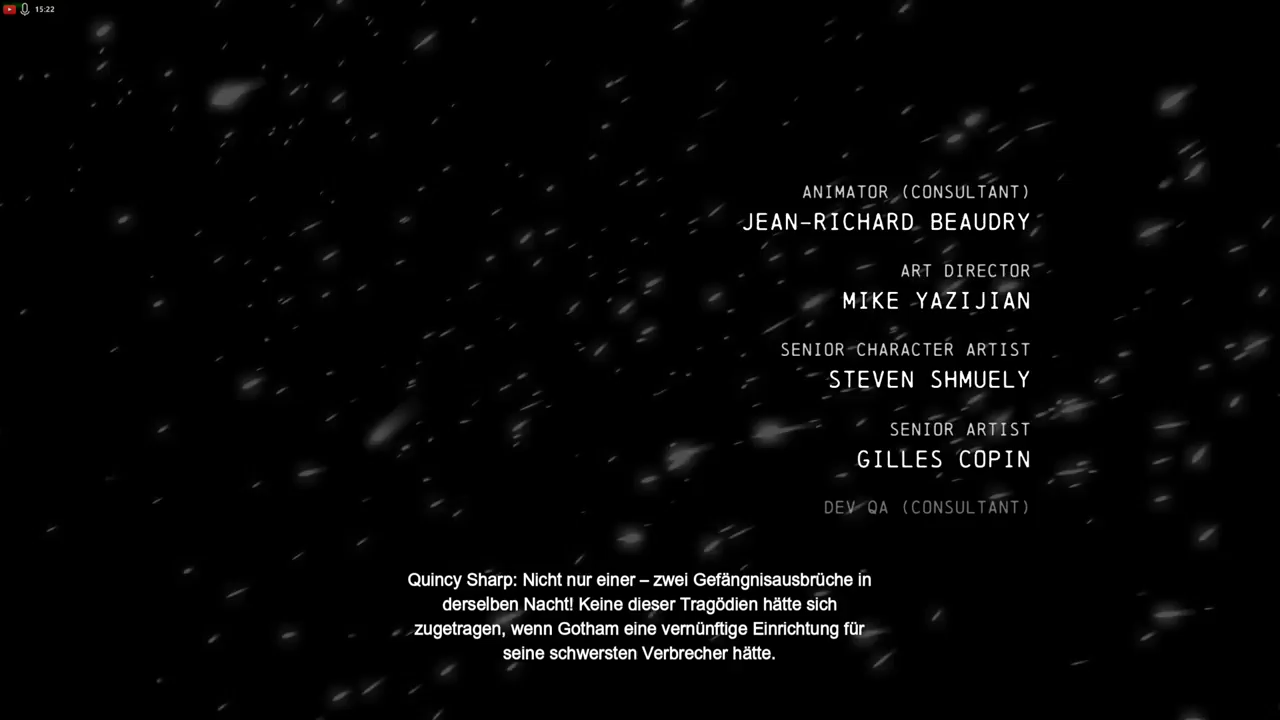 15:22
ANIMATOR (CONSULTANT)
JEAN-RICHARD BEAUDRY
ART DIRECTOR
MIKE YAZIJIAN
SENIOR CHARACTER ARTIST
STEVEN SHMUELY
SENIOR ARTIST
GILLES COPIN
DEV QA (CONSULTANT)
Quincy Sharp: Nicht nur einer – zwei Gefängnisausbrüche in
derselben Nacht! Keine dieser Tragödien hätte sich
zugetragen, wenn Gotham eine vernünftige Einrichtung für
seine schwersten Verbrecher hätte.